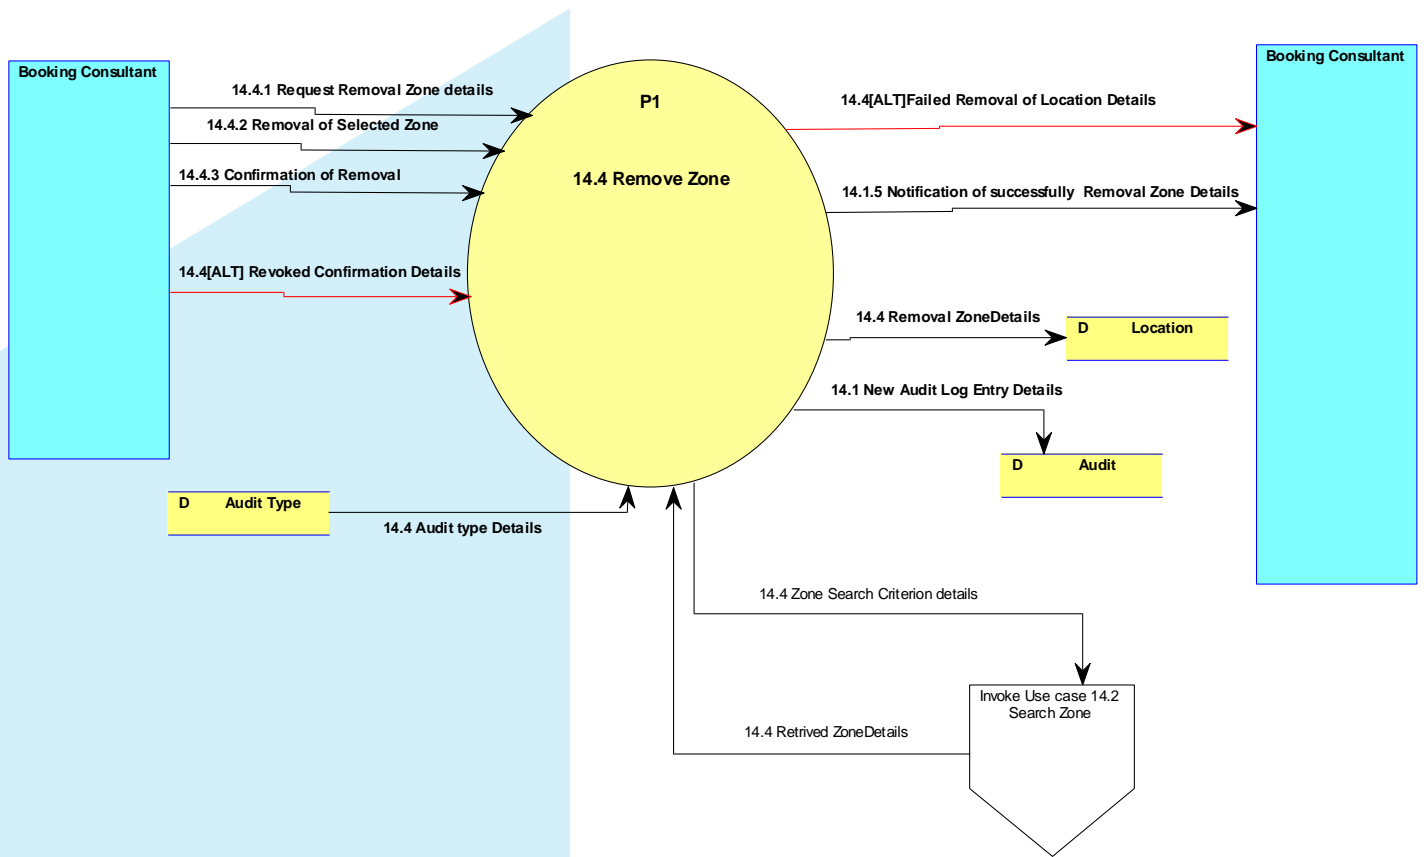 Booking Consultant
14.4.1 Request Removal Zone details
14.4.2 Removal of Selected Zone
14.4.3 Confirmation of Removal
14.4[ALT] Revoked Confirmation Details
P1
14.4 Remove Zone
Booking Consultant
14.4[ALT]Failed Removal of Location Details
14.1.5 Notification of successfully Removal Zone Details
14.4 Removal ZoneDetails
D Location
14.1 New Audit Log Entry Details
D Audit
D Audit Type
14.4 Audit type Details
14.4 Zone Search Criterion details
Invoke Use case 14.2
Search Zone
14.4 Retrived ZoneDetails